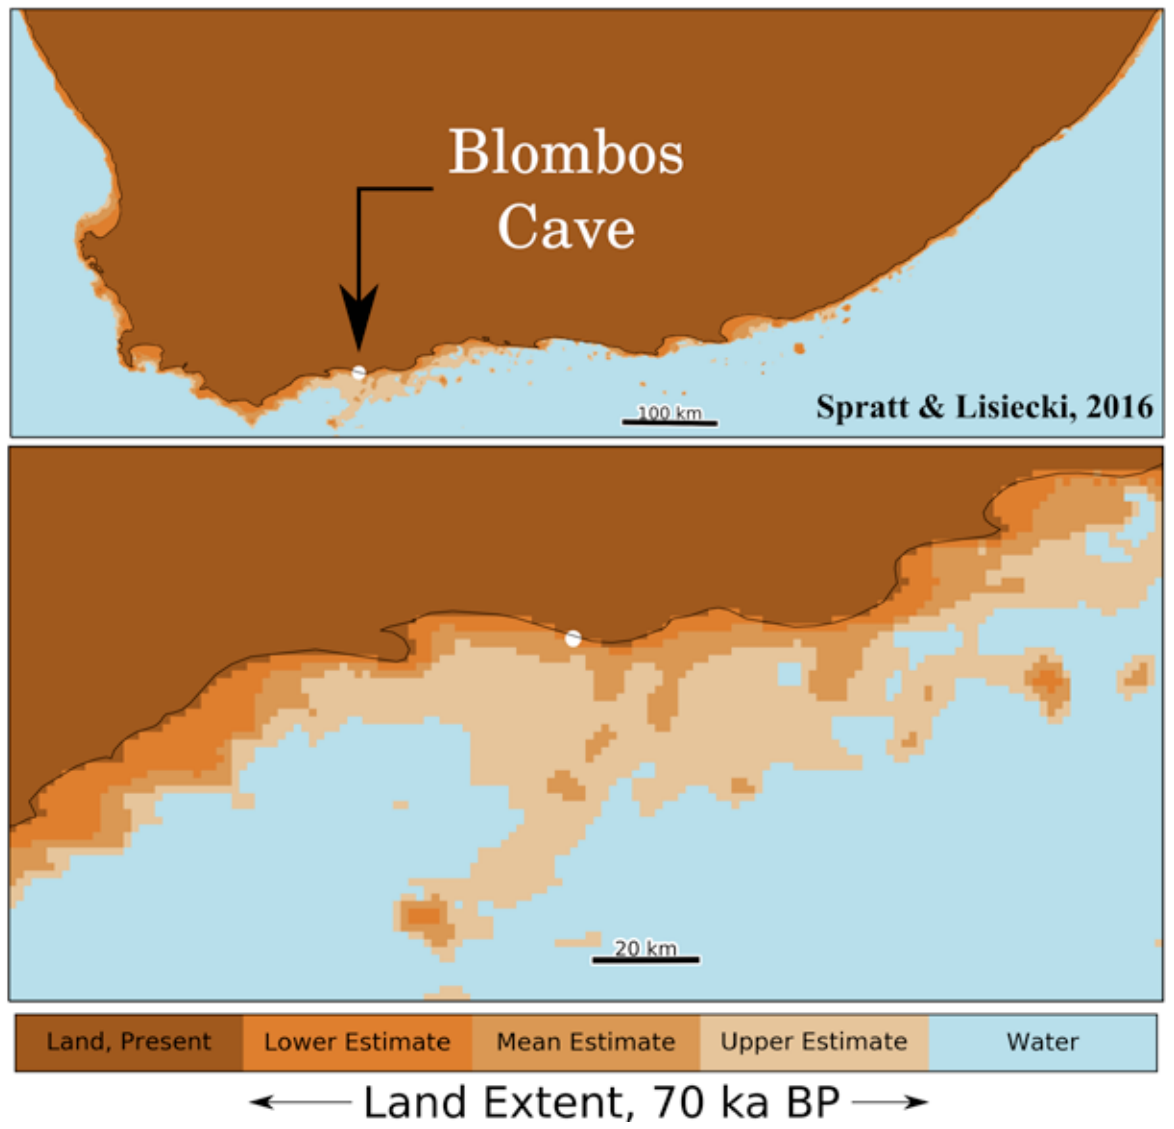 Blombos
Cave
100 km
Spratt & Lisiecki, 2016
20 km
Land, Present
Lower Estimate
Mean Estimate
Upper Estimate
Water
Land Extent, 70 ka BP